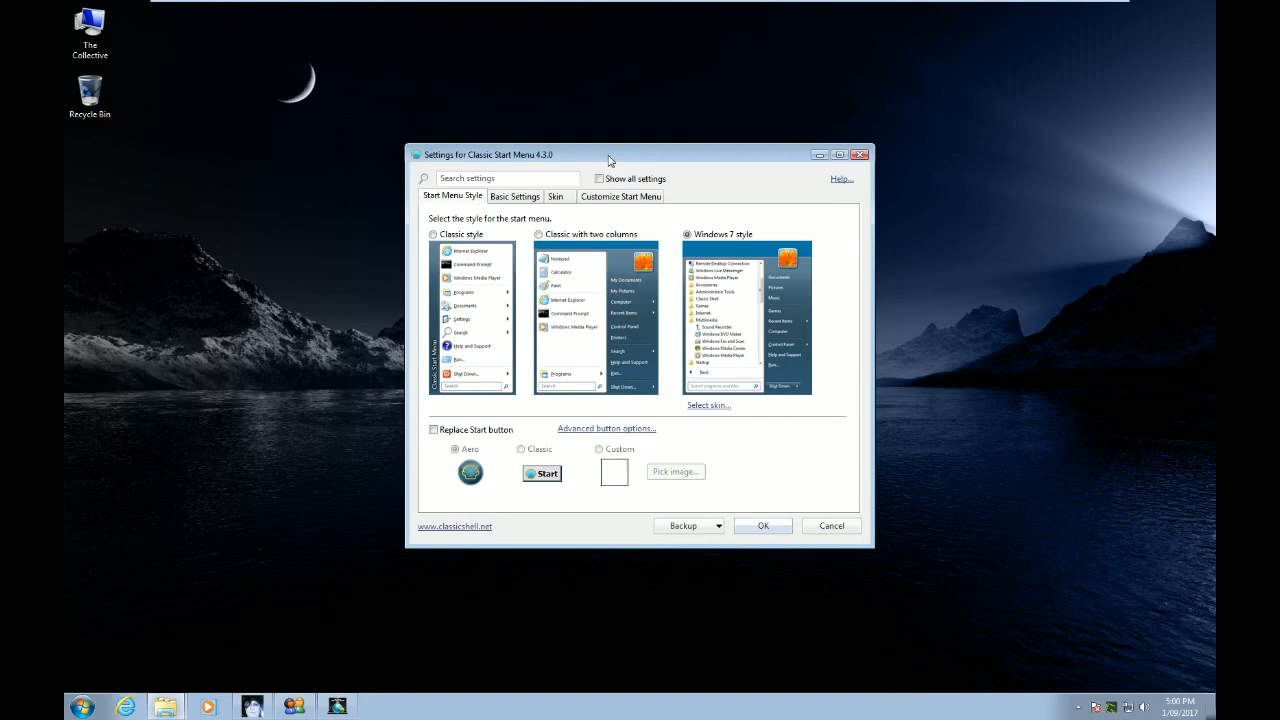 The
Collective
Recycle Bin
Settings for Classic Start Menu 4.3.0
Search settings
Show all settings
Help...
Start Menu Style
Basic Settings
Skin
Customize Start Menu
Select the style for the start menu.
Classic style
Classic with two columns
Windows 7 style
Internet Explorer
Command Prompt
Windows Media Player
Programs
Documents
Settings
Search
Help and Support
Run...
Shut Down...
Search
Classic Start Menu
Notepad
Calculator
Paint
Internet Explorer
Command Prompt
Windows Media Player
Programs
Search
My Documents
My Pictures
Computer
Recent Items
Control Panel
Printers
Search
Help and Support
Run...
Shut Down...
Remote Desktop Connection
Windows Live Messenger
Windows Media Player
Accessories
Administrative Tools
Classic Shell
Games
Internet
Multimedia
Sound Recorder
Windows DVD Maker
Windows Fax and Scan
Windows Media Center
Windows Media Player
Startup
Back
Search programs and files
Documents
Pictures
Music
Games
Recent Items
Computer
Control Panel
Help and Support
Run...
Shut Down
Select skin...
Replace Start button
Advanced button options...
Aero
Classic
Custom
Start
Pick image...
www.classicshell.net
Backup
OK
Cancel
5:00 PM
1/09/2017